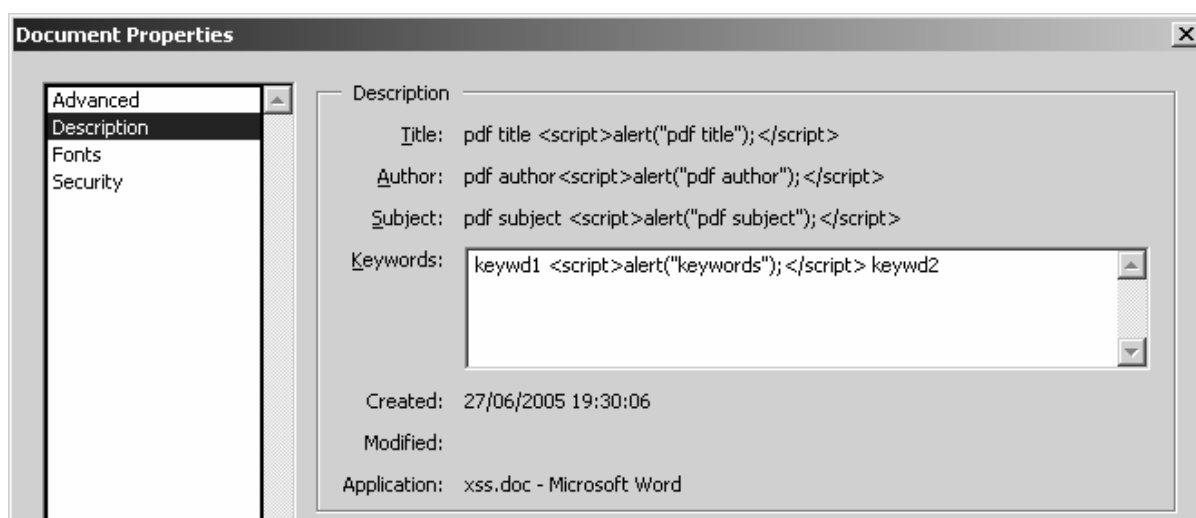 Document Properties
Advanced
Description
Fonts
Security
Description
Title: pdf title <script>alert("pdf title");</script>
Author: pdf author<script>alert("pdf author");</script>
Subject: pdf subject <script>alert("pdf subject");</script>
Keywords: keywd1 <script>alert("keywords");</script> keywd2
Created: 27/06/2005 19:30:06
Modified:
Application: xss.doc - Microsoft Word